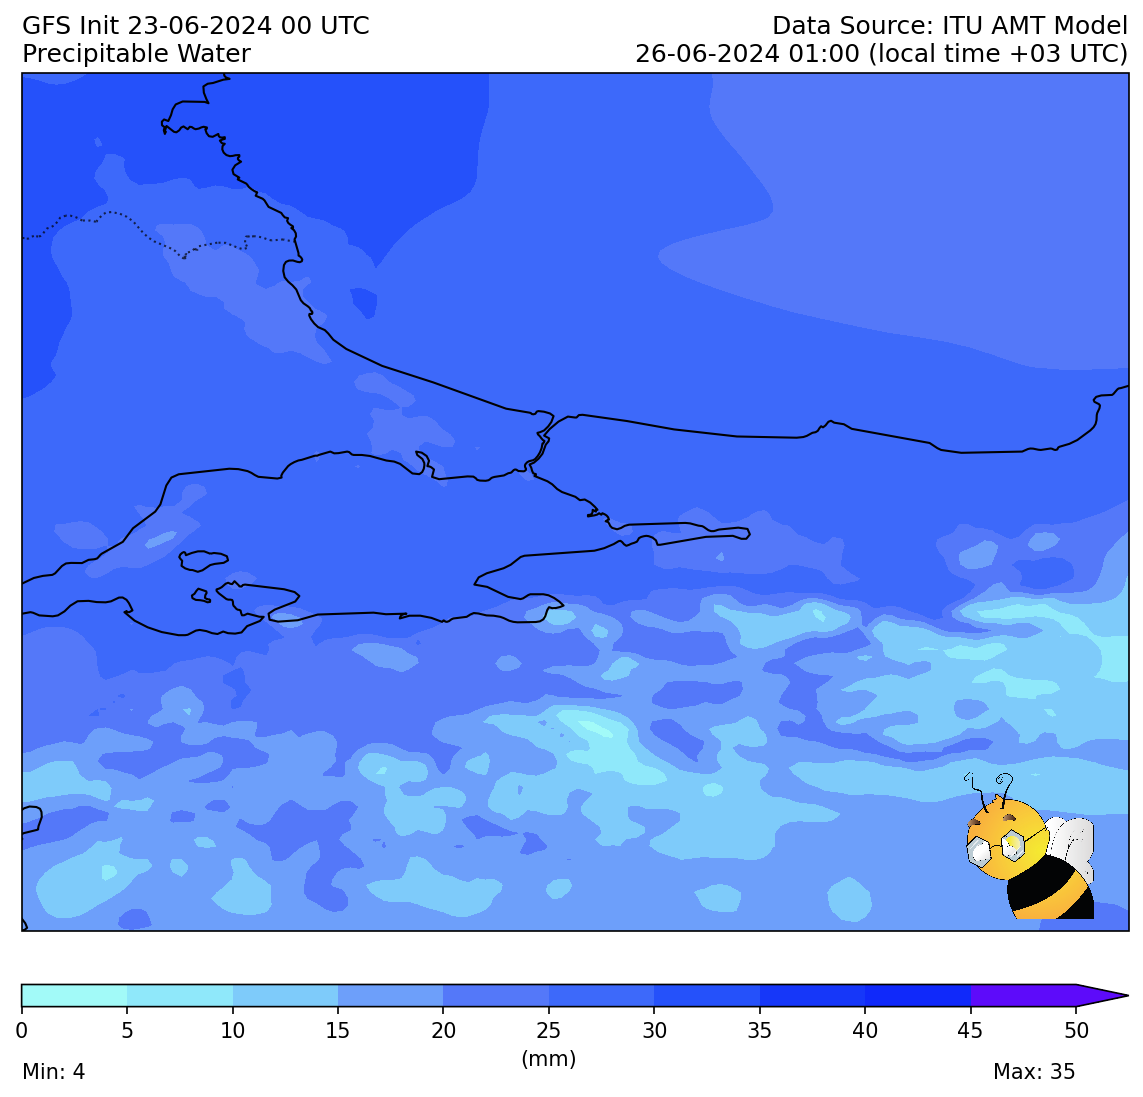 GFS Init 23-06-2024 00 UTC
Data Source: ITU AMT Model
Precipitable Water
26-06-2024 01:00 (local time +03 UTC)
0 5 10 15 20 25 30 35 40 45 50
(mm)
Min: 4
Max: 35